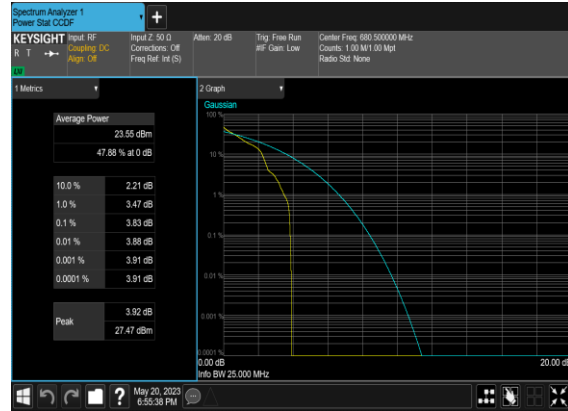 Spectrum Analyzer 1
Power Stat CCDF
KEYSIGHT Input: RF Input Z: 50 Ω Atten: 20 dB Trig: Free Run Center Freq: 680.500000 MHz
R T Coupling: DC Corrections: Off #IF Gain: Low Counts: 1.00 M/1.00 Mpt
Align: Off Freq Ref: Int (S) Radio Std: None
LXI
1 Metrics
2 Graph
Average Power
23.55 dBm
47.88 % at 0 dB
10.0 % 2.21 dB
1.0 % 3.47 dB
0.1 % 3.83 dB
0.01 % 3.88 dB
0.001 % 3.91 dB
0.0001 % 3.91 dB
Peak
3.92 dB
27.47 dBm
Gaussian
100 %
10 %
1 %
0.1 %
0.01 %
0.001 %
0.0001 %
0.00 dB 20.00 dB
Info BW 25.000 MHz
? May 20, 2023
6:55:38 PM